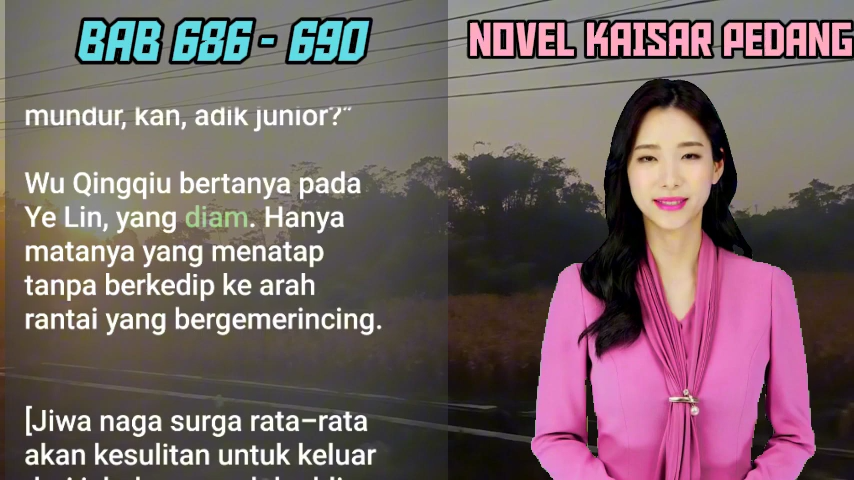 BAB 686 - 690
NOVEL KAISAR PEDANG
mundur, kan, adik junior?”
Wu Qingqiu bertanya pada
Ye Lin, yang diam. Hanya
matanya yang menatap
tanpa berkedip ke arah
rantai yang bergemerincing.
[Jiwa naga surga rata–rata
akan kesulitan untuk keluar